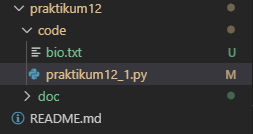 praktikum12
code
bio.txt U
praktikum12_1.py M
doc
README.md